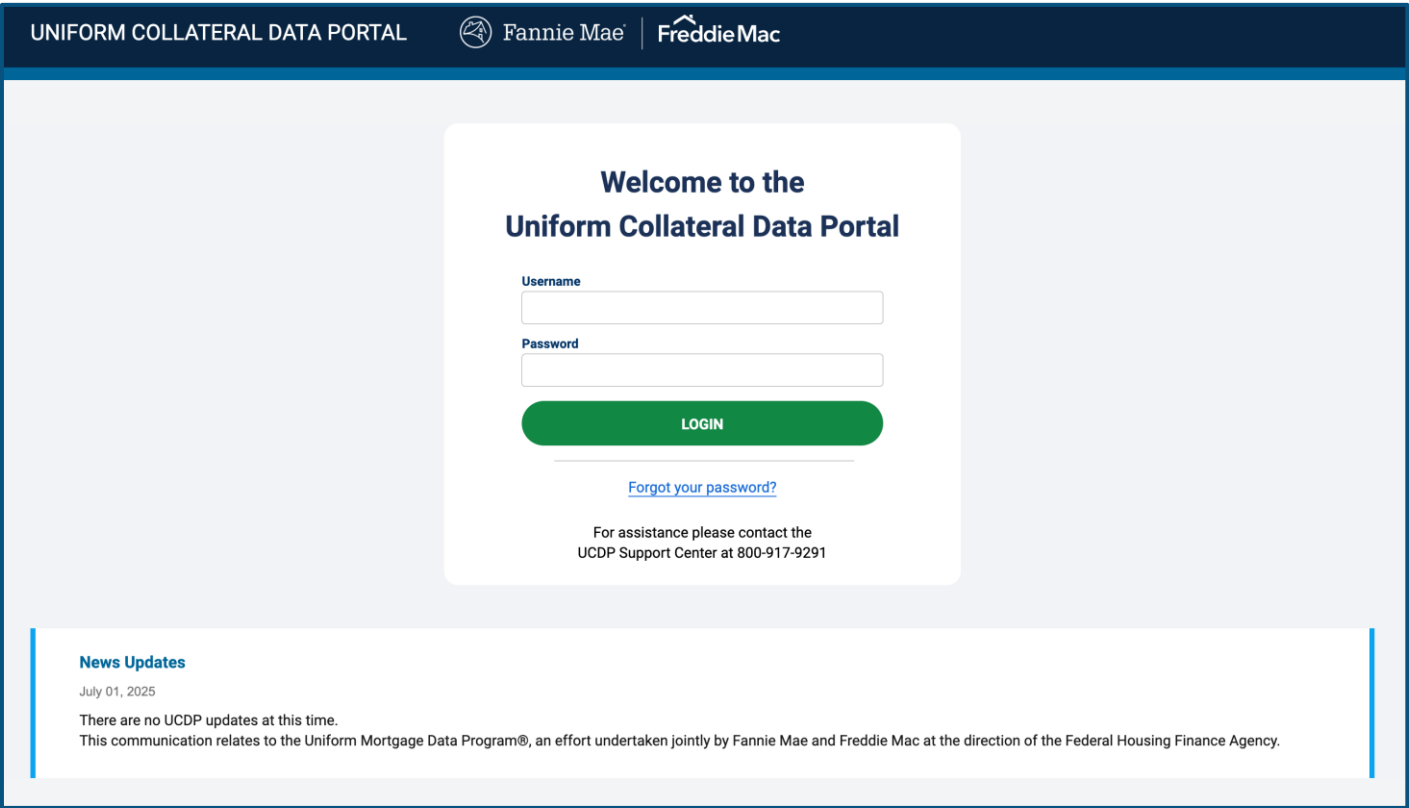 UNIFORM COLLATERAL DATA PORTAL Fannie Mae® FreddieMac
Welcome to the
Uniform Collateral Data Portal
Username
Password
LOGIN
Forgot your password?
For assistance please contact the
UCDP Support Center at 800-917-9291
News Updates
July 01, 2025
There are no UCDP updates at this time.
This communication relates to the Uniform Mortgage Data Program®, an effort undertaken jointly by Fannie Mae and Freddie Mac at the direction of the Federal Housing Finance Agency.